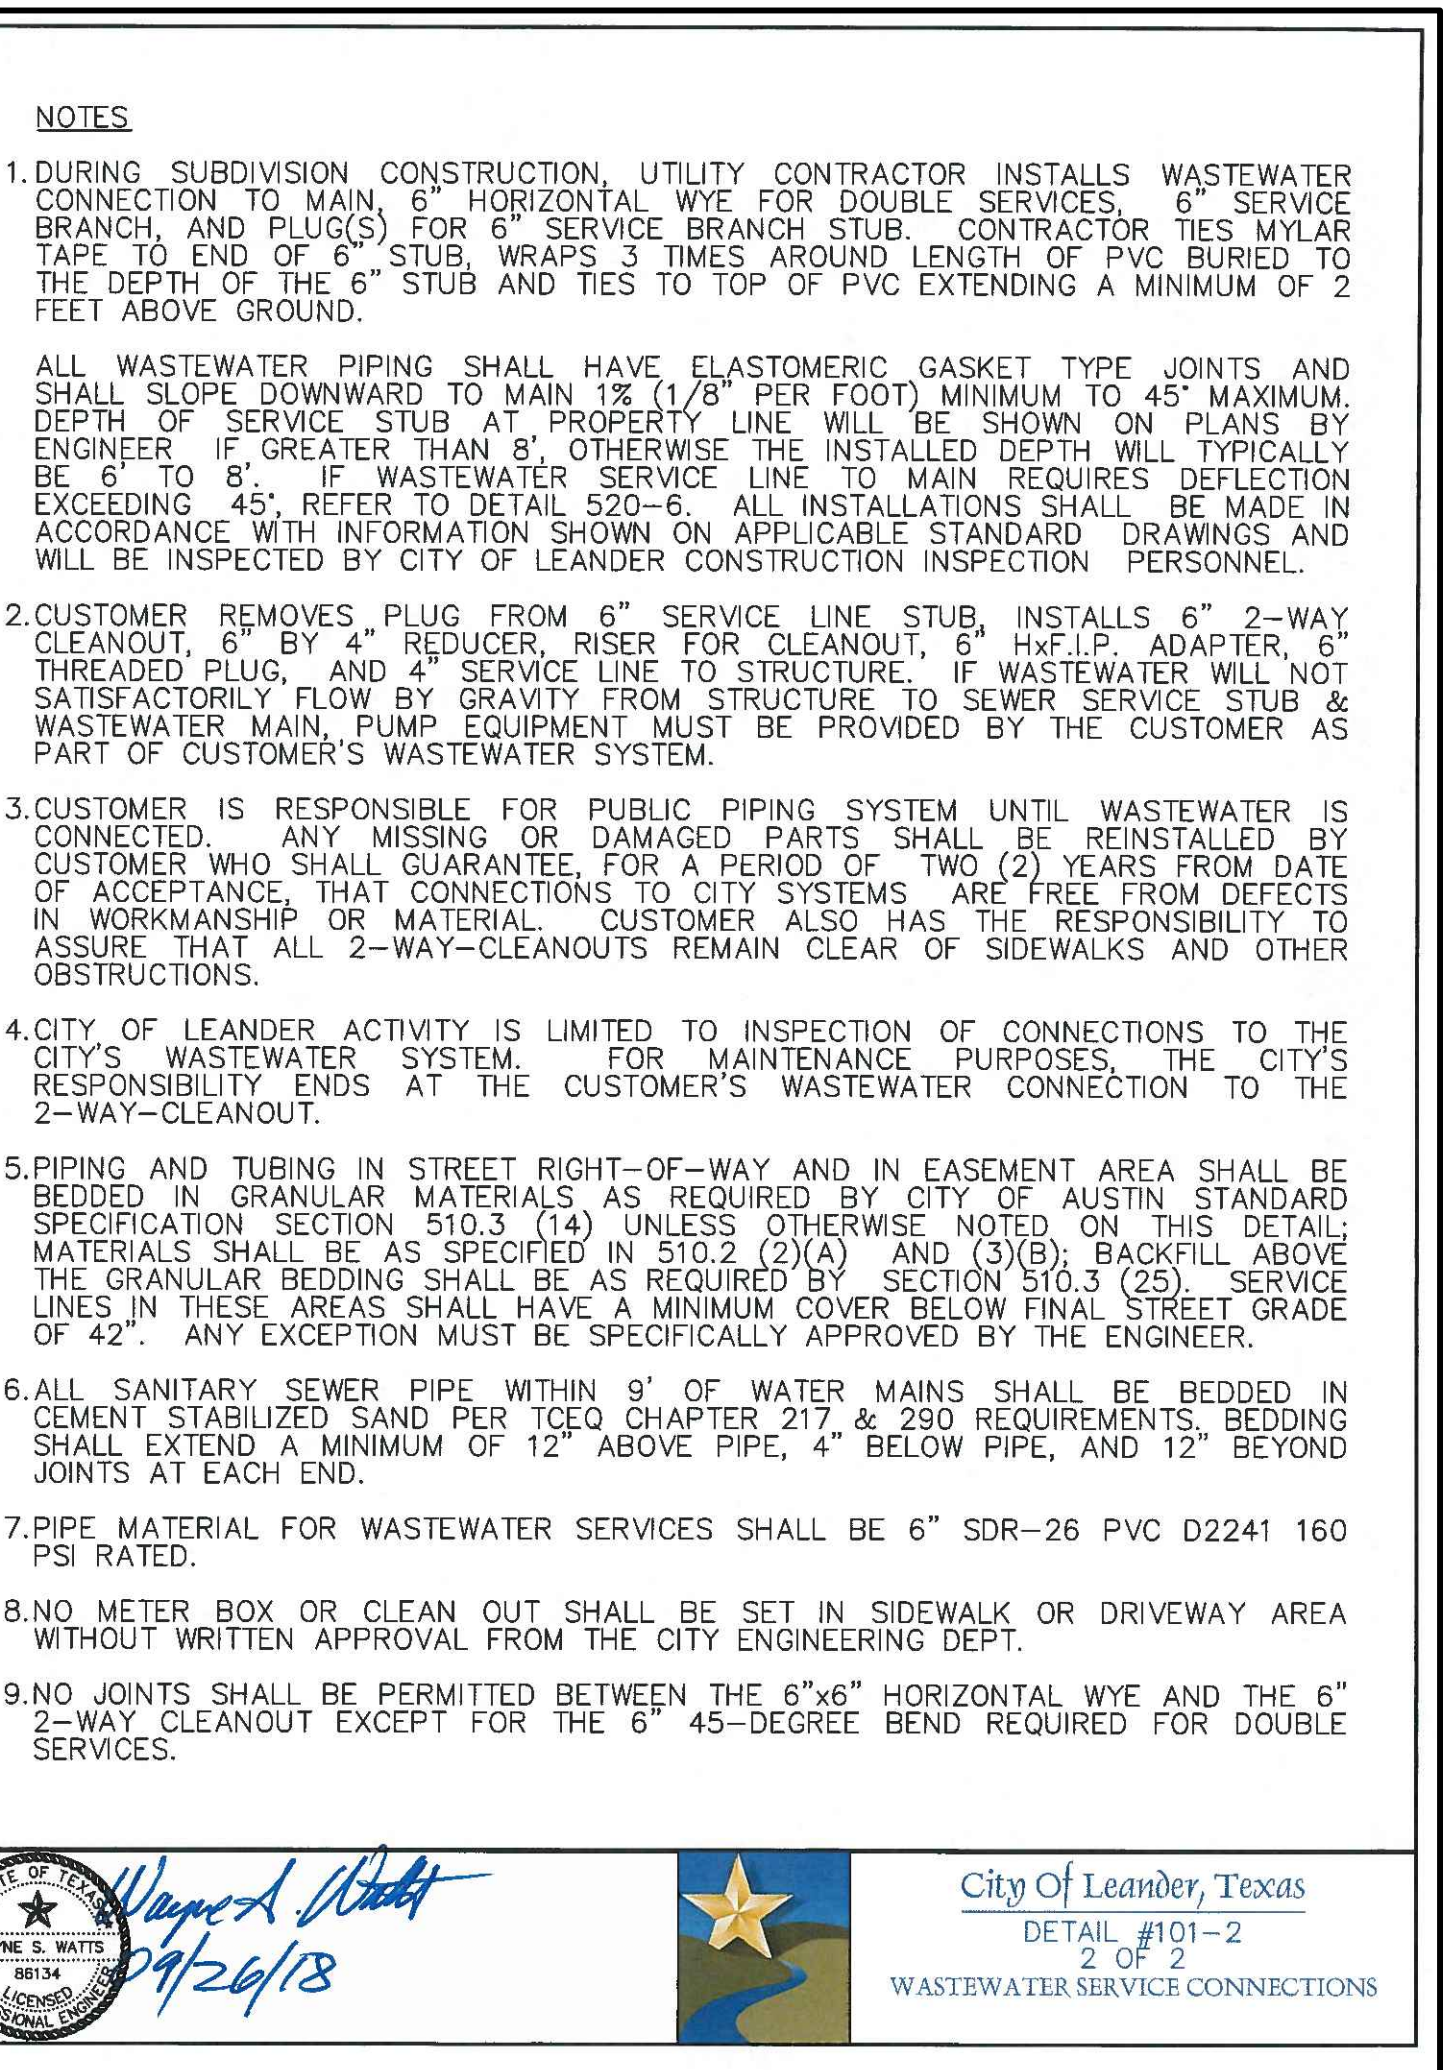 NOTES
1. DURING SUBDIVISION CONSTRUCTION, UTILITY CONTRACTOR INSTALLS WASTEWATER
CONNECTION TO MAIN, 6" HORIZONTAL WYE FOR DOUBLE SERVICES, 6" SERVICE
BRANCH, AND PLUG(S) FOR 6" SERVICE BRANCH STUB. CONTRACTOR TIES MYLAR
TAPE TO END OF 6" STUB, WRAPS 3 TIMES AROUND LENGTH OF PVC BURIED TO
THE DEPTH OF THE 6" STUB AND TIES TO TOP OF PVC EXTENDING A MINIMUM OF 2
FEET ABOVE GROUND.
ALL WASTEWATER PIPING SHALL HAVE ELASTOMERIC GASKET TYPE JOINTS AND
SHALL SLOPE DOWNWARD TO MAIN 1% (1/8" PER FOOT) MINIMUM TO 45° MAXIMUM.
DEPTH OF SERVICE STUB AT PROPERTY LINE WILL BE SHOWN ON PLANS BY
ENGINEER IF GREATER THAN 8', OTHERWISE THE INSTALLED DEPTH WILL TYPICALLY
BE 6' TO 8'. IF WASTEWATER SERVICE LINE TO MAIN REQUIRES DEFLECTION
EXCEEDING 45°, REFER TO DETAIL 520-6. ALL INSTALLATIONS SHALL BE MADE IN
ACCORDANCE WITH INFORMATION SHOWN ON APPLICABLE STANDARD DRAWINGS AND
WILL BE INSPECTED BY CITY OF LEANDER CONSTRUCTION INSPECTION PERSONNEL.
2. CUSTOMER REMOVES PLUG FROM 6" SERVICE LINE STUB, INSTALLS 6" 2-WAY
CLEANOUT, 6" BY 4" REDUCER, RISER FOR CLEANOUT, 6" HxF.I.P. ADAPTER, 6"
THREADED PLUG, AND 4" SERVICE LINE TO STRUCTURE. IF WASTEWATER WILL NOT
SATISFACTORILY FLOW BY GRAVITY FROM STRUCTURE TO SEWER SERVICE STUB &
WASTEWATER MAIN, PUMP EQUIPMENT MUST BE PROVIDED BY THE CUSTOMER AS
PART OF CUSTOMER'S WASTEWATER SYSTEM.
3. CUSTOMER IS RESPONSIBLE FOR PUBLIC PIPING SYSTEM UNTIL WASTEWATER IS
CONNECTED. ANY MISSING OR DAMAGED PARTS SHALL BE REINSTALLED BY
CUSTOMER WHO SHALL GUARANTEE, FOR A PERIOD OF TWO (2) YEARS FROM DATE
OF ACCEPTANCE, THAT CONNECTIONS TO CITY SYSTEMS ARE FREE FROM DEFECTS
IN WORKMANSHIP OR MATERIAL. CUSTOMER ALSO HAS THE RESPONSIBILITY TO
ASSURE THAT ALL 2-WAY-CLEANOUTS REMAIN CLEAR OF SIDEWALKS AND OTHER
OBSTRUCTIONS.
4. CITY OF LEANDER ACTIVITY IS LIMITED TO INSPECTION OF CONNECTIONS TO THE
CITY'S WASTEWATER SYSTEM. FOR MAINTENANCE PURPOSES, THE CITY'S
RESPONSIBILITY ENDS AT THE CUSTOMER'S WASTEWATER CONNECTION TO THE
2-WAY-CLEANOUT.
5. PIPING AND TUBING IN STREET RIGHT-OF-WAY AND IN EASEMENT AREA SHALL BE
BEDDED IN GRANULAR MATERIALS AS REQUIRED BY CITY OF AUSTIN STANDARD
SPECIFICATION SECTION 510.3 (14) UNLESS OTHERWISE NOTED ON THIS DETAIL;
MATERIALS SHALL BE AS SPECIFIED IN 510.2 (2)(A) AND (3)(B); BACKFILL ABOVE
THE GRANULAR BEDDING SHALL BE AS REQUIRED BY SECTION 510.3 (25). SERVICE
LINES IN THESE AREAS SHALL HAVE A MINIMUM COVER BELOW FINAL STREET GRADE
OF 42". ANY EXCEPTION MUST BE SPECIFICALLY APPROVED BY THE ENGINEER.
6. ALL SANITARY SEWER PIPE WITHIN 9' OF WATER MAINS SHALL BE BEDDED IN
CEMENT STABILIZED SAND PER TCEQ CHAPTER 217 & 290 REQUIREMENTS. BEDDING
SHALL EXTEND A MINIMUM OF 12" ABOVE PIPE, 4" BELOW PIPE, AND 12" BEYOND
JOINTS AT EACH END.
7. PIPE MATERIAL FOR WASTEWATER SERVICES SHALL BE 6" SDR-26 PVC D2241 160
PSI RATED.
8. NO METER BOX OR CLEAN OUT SHALL BE SET IN SIDEWALK OR DRIVEWAY AREA
WITHOUT WRITTEN APPROVAL FROM THE CITY ENGINEERING DEPT.
9. NO JOINTS SHALL BE PERMITTED BETWEEN THE 6"x6" HORIZONTAL WYE AND THE 6"
2-WAY CLEANOUT EXCEPT FOR THE 6" 45-DEGREE BEND REQUIRED FOR DOUBLE
SERVICES.
TE OF TEXAS
NE S. WATTS
86134
LICENSED
SIONAL ENGINEER
Wayne S. Watts
09/26/18
City Of Leander, Texas
DETAIL #101-2
2 OF 2
WASTEWATER SERVICE CONNECTIONS